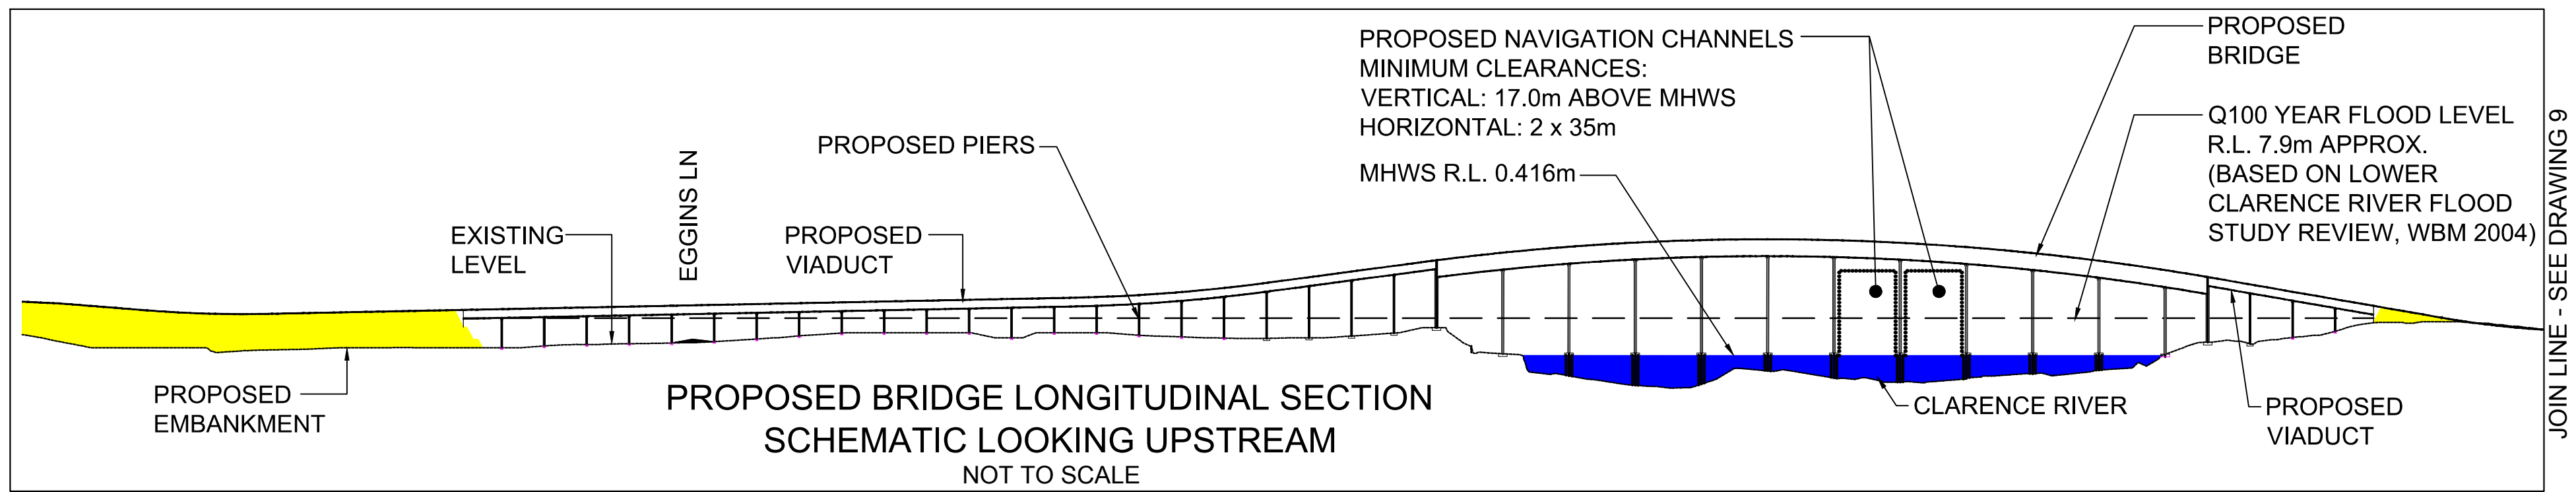 PROPOSED NAVIGATION CHANNELS
MINIMUM CLEARANCES:
VERTICAL: 17.0m ABOVE MHWS
HORIZONTAL: 2 x 35m
MHWS R.L. 0.416m
PROPOSED
BRIDGE
Q100 YEAR FLOOD LEVEL
R.L. 7.9m APPROX.
(BASED ON LOWER
CLARENCE RIVER FLOOD
STUDY REVIEW, WBM 2004)
JOIN LINE - SEE DRAWING 9
PROPOSED PIERS
EGGINS LN
EXISTING
LEVEL
PROPOSED
VIADUCT
PROPOSED
EMBANKMENT
CLARENCE RIVER
PROPOSED
VIADUCT
PROPOSED BRIDGE LONGITUDINAL SECTION
SCHEMATIC LOOKING UPSTREAM
NOT TO SCALE